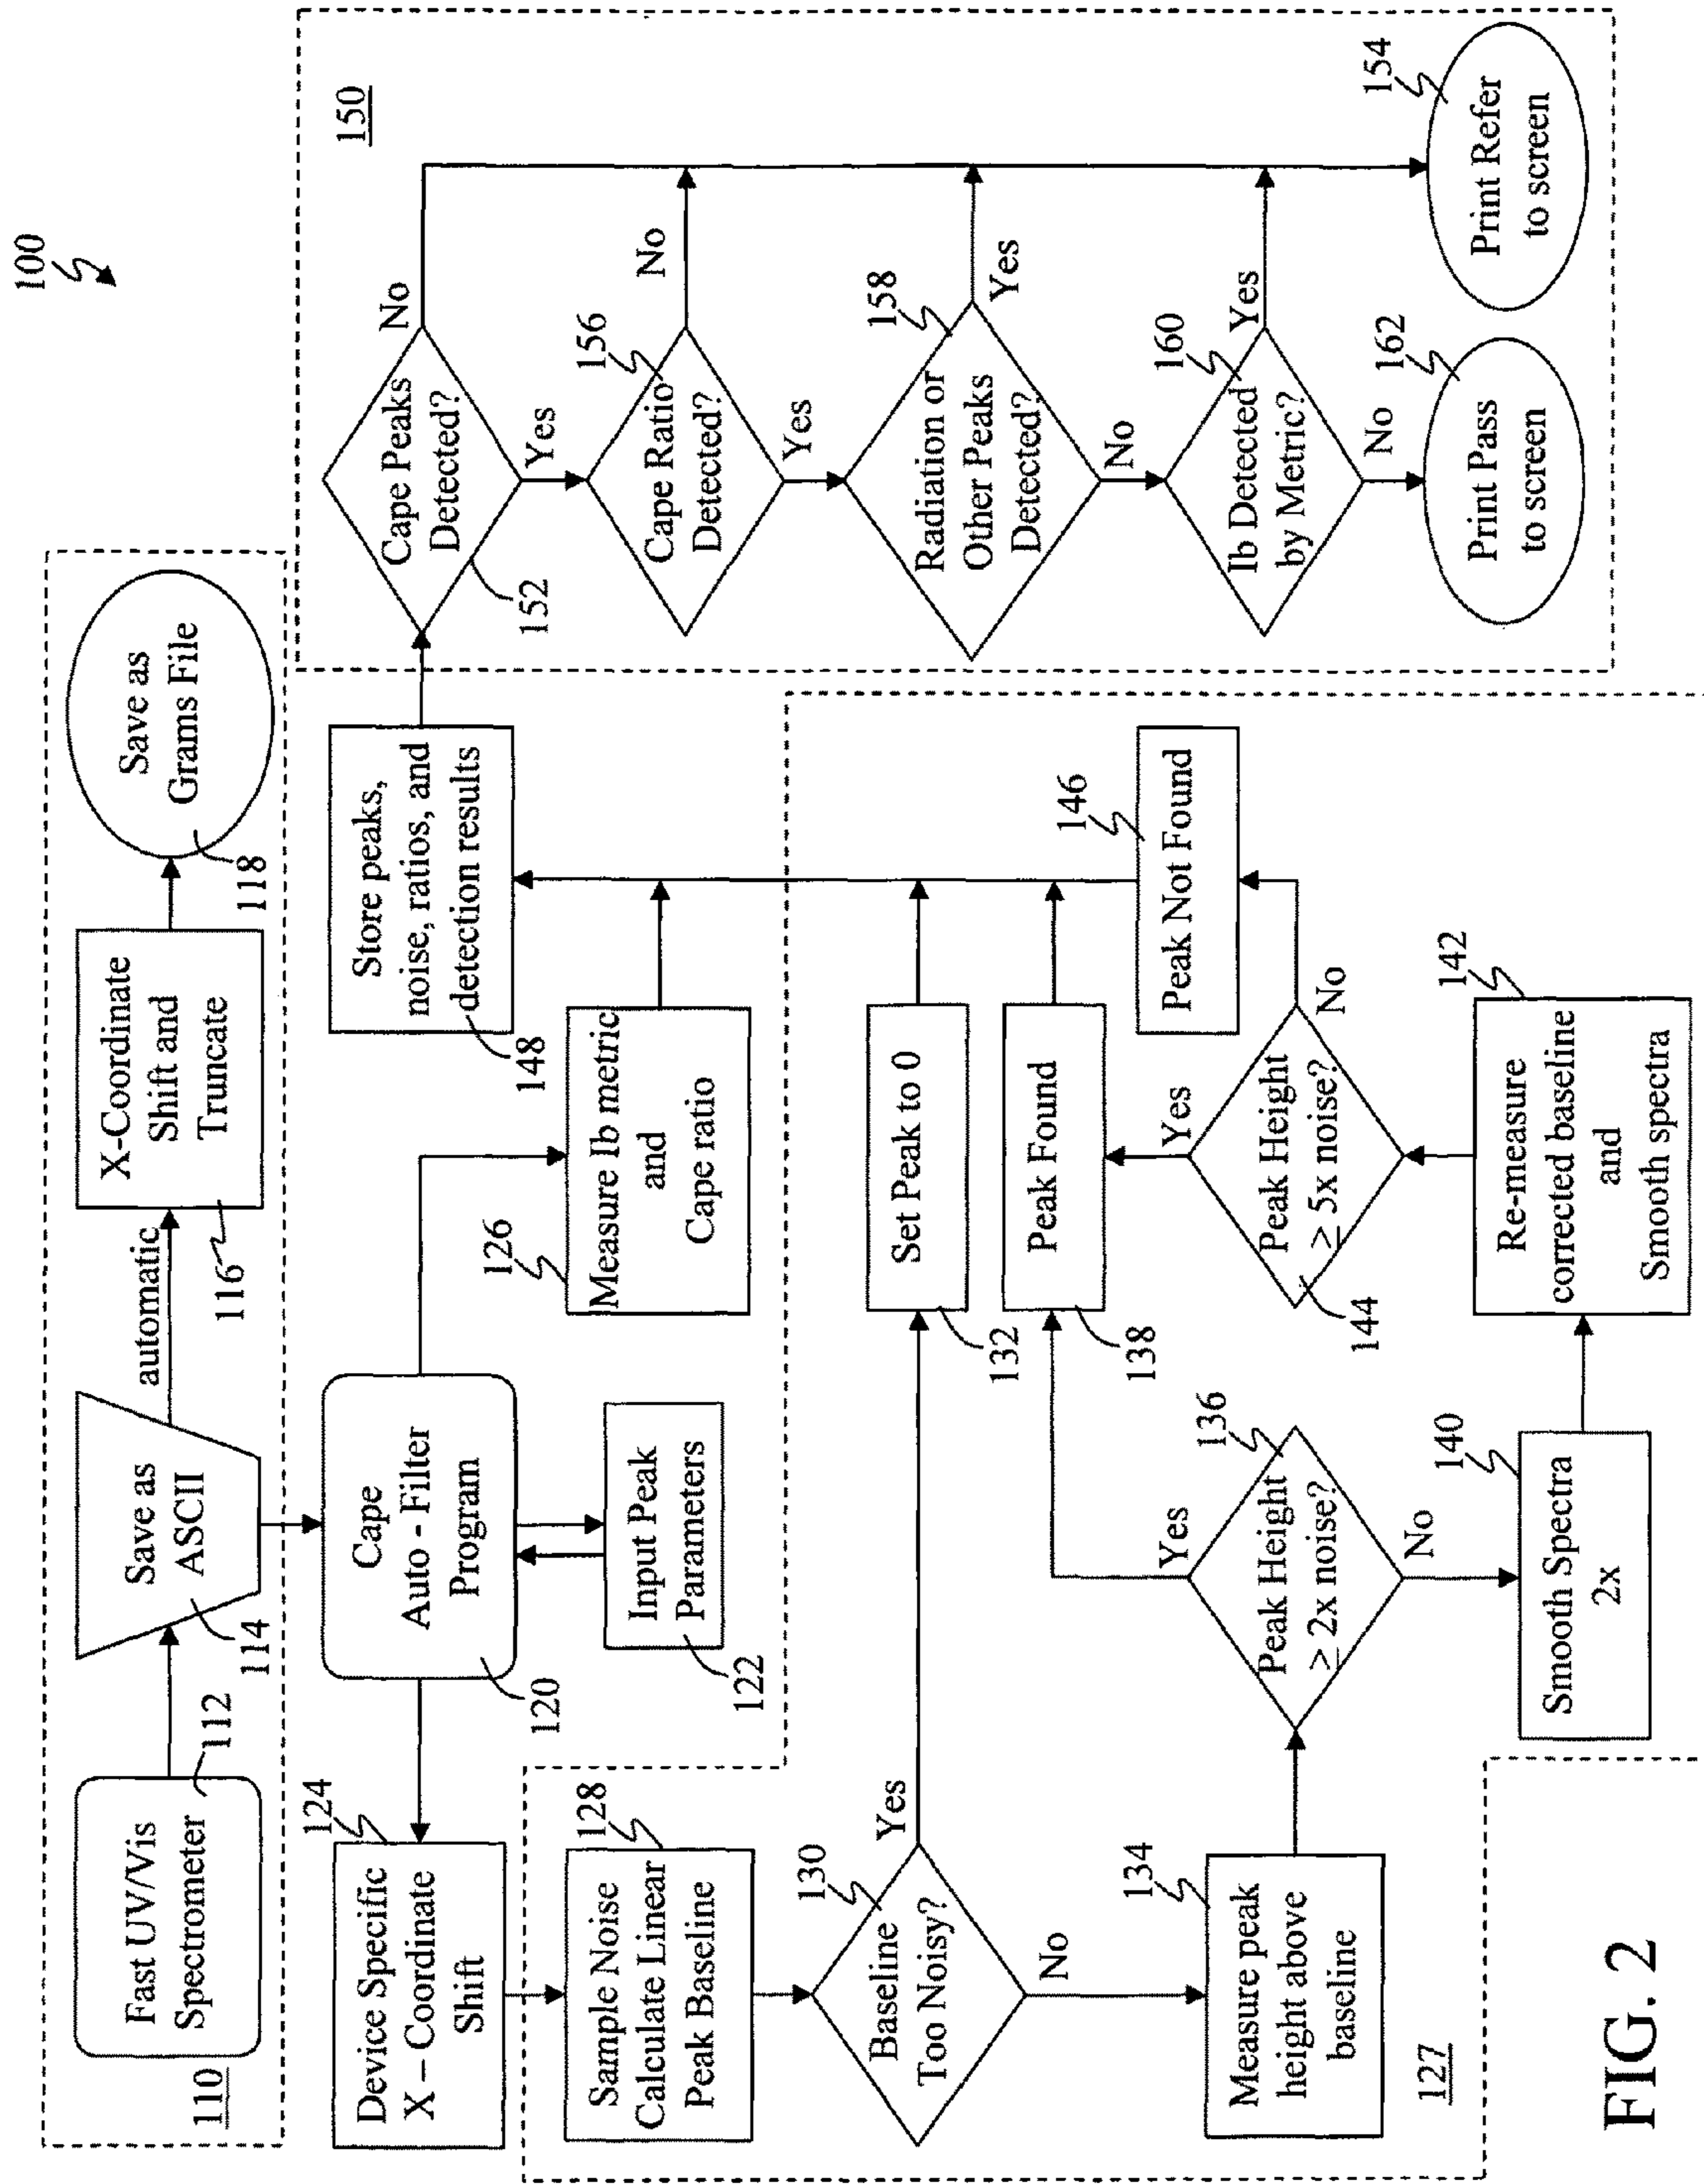 100
110
Fast UV/Vis
Spectrometer
112
Save as
ASCII
114
automatic
X-Coordinate
Shift and
Truncate
116
Save as
Grams File
118
Cape
Auto - Filter
Program
120
Input Peak
Parameters
122
124
Device Specific
X – Coordinate
Shift
126
Measure Ib metric
and
Cape ratio
127
128
Sample Noise
Calculate Linear
Peak Baseline
130
Baseline
Too Noisy?
Yes
No
Set Peak to 0
132
134
Measure peak
height above
baseline
136
Peak Height
≥ 2x noise?
Yes
No
Peak Found
138
140
Smooth Spectra
2x
142
Re-measure
corrected baseline
and
Smooth spectra
Peak Height
≥ 5x noise?
144
Yes
No
146
Peak Not Found
Store peaks,
noise, ratios, and
detection results
148
150
Cape Peaks
Detected?
152
No
Yes
156
Cape Ratio
Detected?
No
Yes
158
Radiation or
Other Peaks
Detected?
Yes
No
160
Ib Detected
by Metric?
Yes
No
162
Print Pass
to screen
154
Print Refer
to screen
FIG. 2